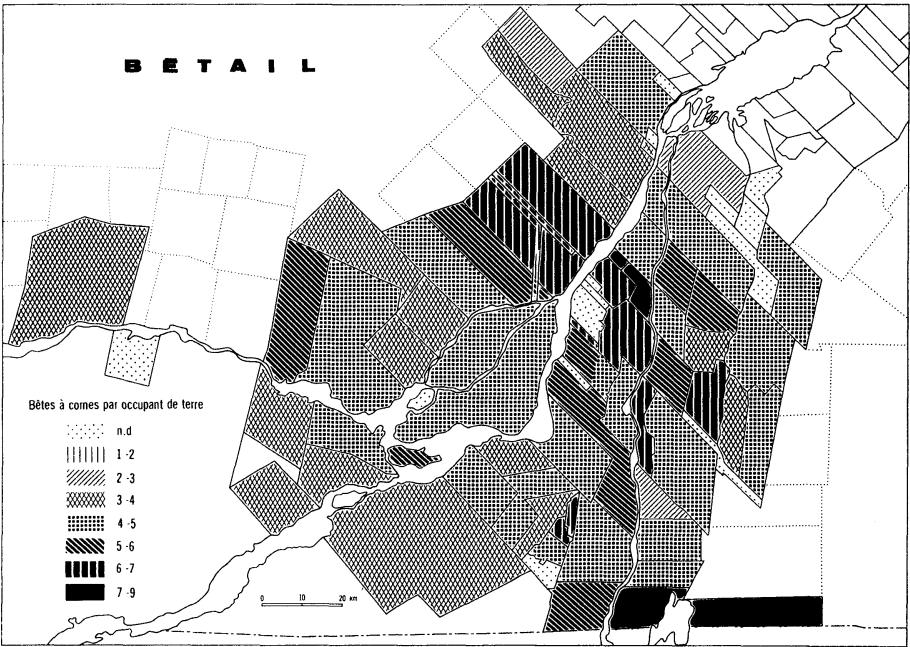 BÉTAIL
Bêtes à cornes par occupant de terre
n.d
1-2
2-3
3-4
4-5
5-6
6-7
7-9
0 10 20 KM